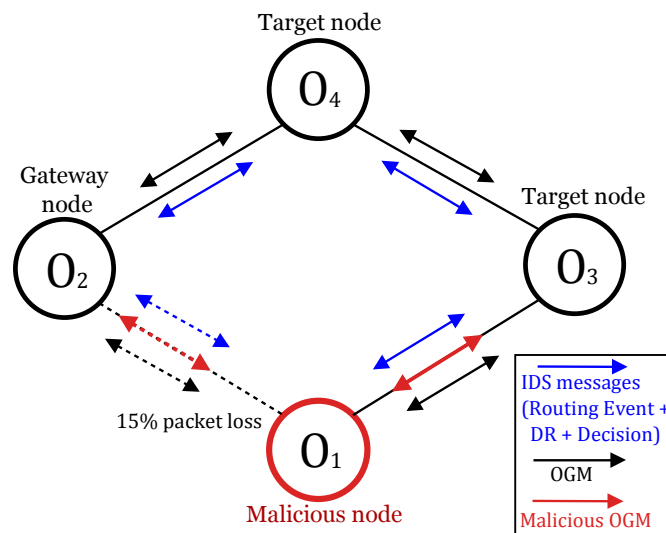 Target node
O4
Gateway
node
O2
Target node
O3
15% packet loss
O1
Malicious node
IDS messages
(Routing Event +
DR + Decision)
OGM
Malicious OGM